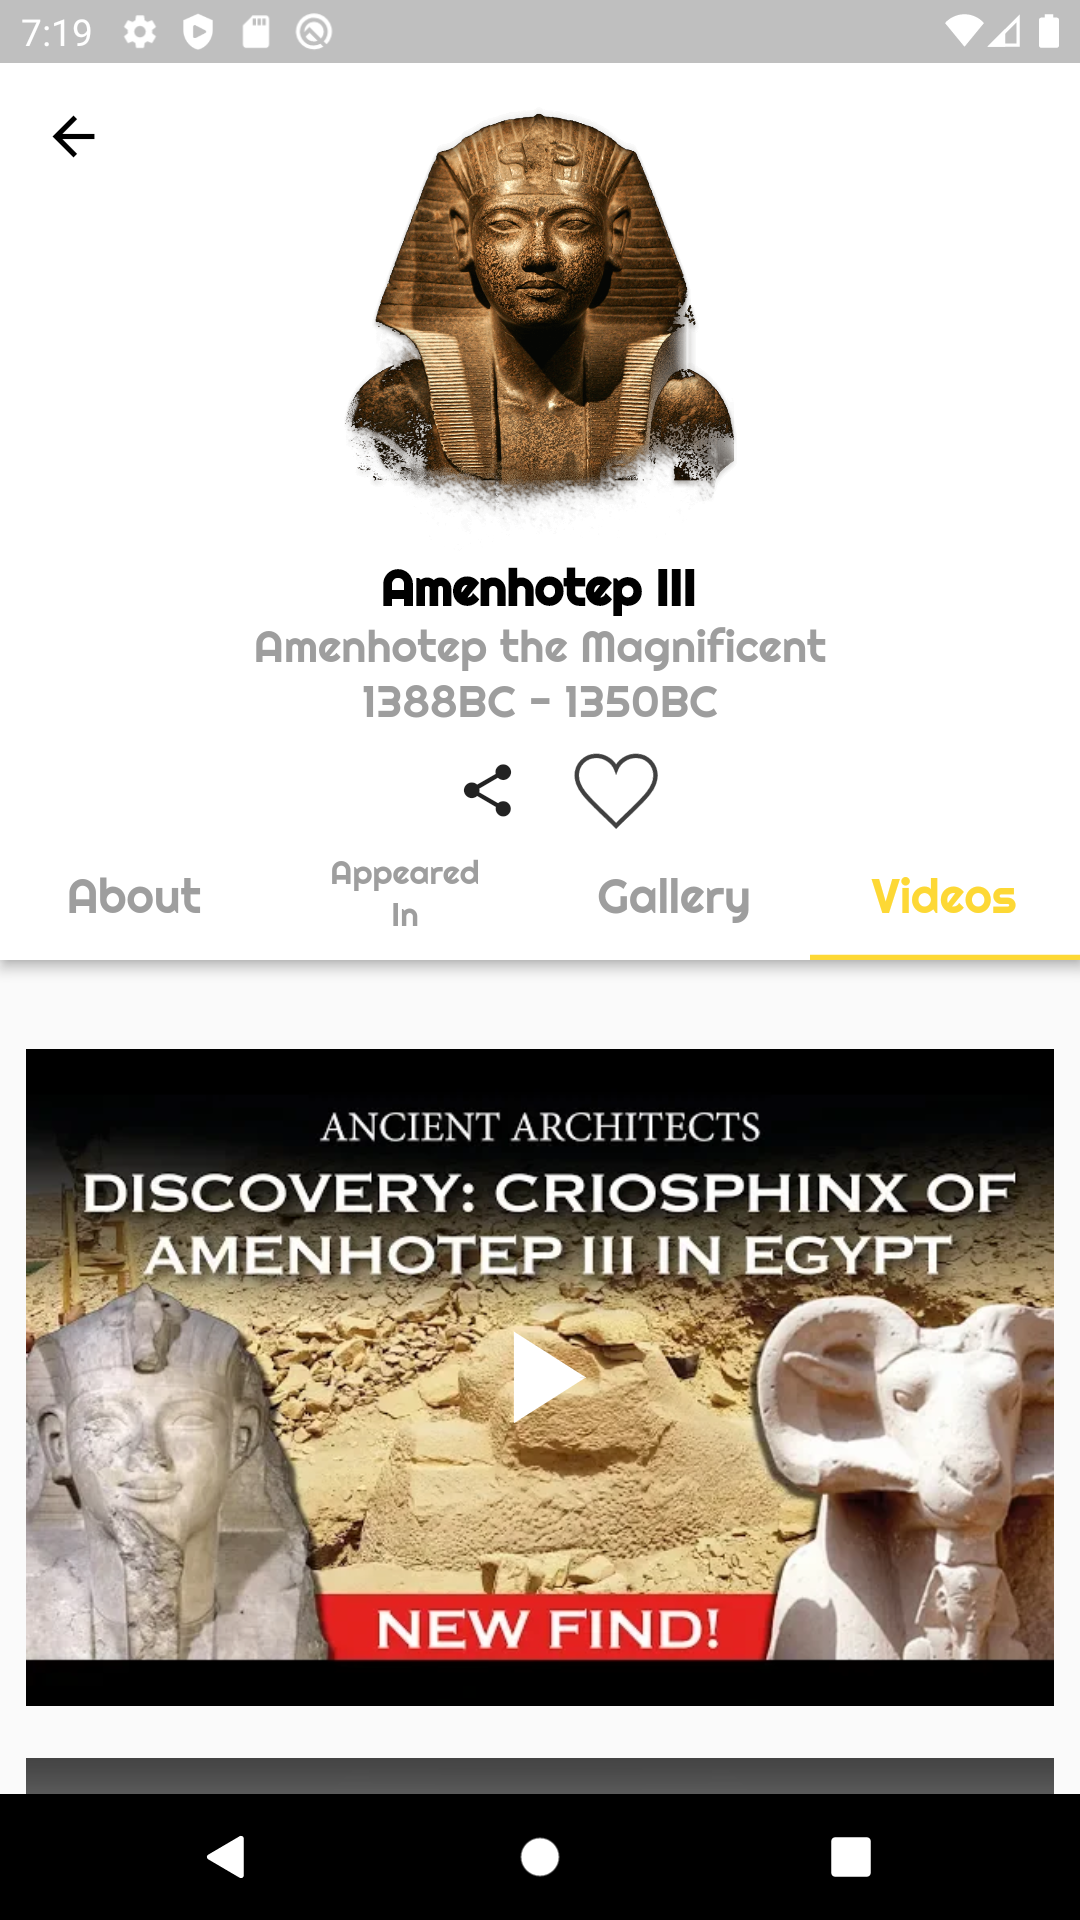 7:19
Amenhotep III
Amenhotep the Magnificent
1388BC - 1350BC
About
Appeared
In
Gallery
Videos
ANCIENT ARCHITECTS
DISCOVERY: CRIOSPHINX OF
AMENHOTEP III IN EGYPT
NEW FIND!